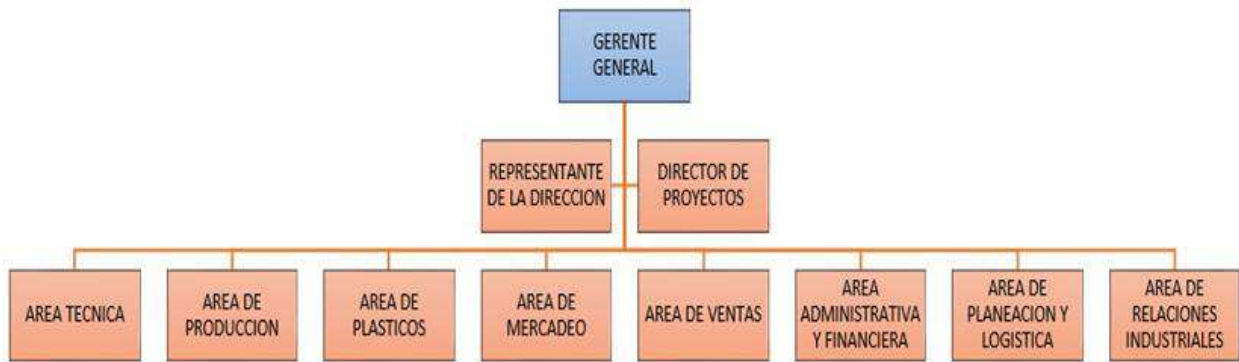 GERENTE
GENERAL
REPRESENTANTE
DE LA DIRECCION
DIRECTOR DE
PROYECTOS
AREA TECNICA
AREA DE
PRODUCCION
AREA DE
PLASTICOS
AREA DE
MERCADEO
AREA DE VENTAS
AREA
ADMINISTRATIVA
Y FINANCIERA
AREA DE
PLANEACION Y
LOGISTICA
AREA DE
RELACIONES
INDUSTRIALES